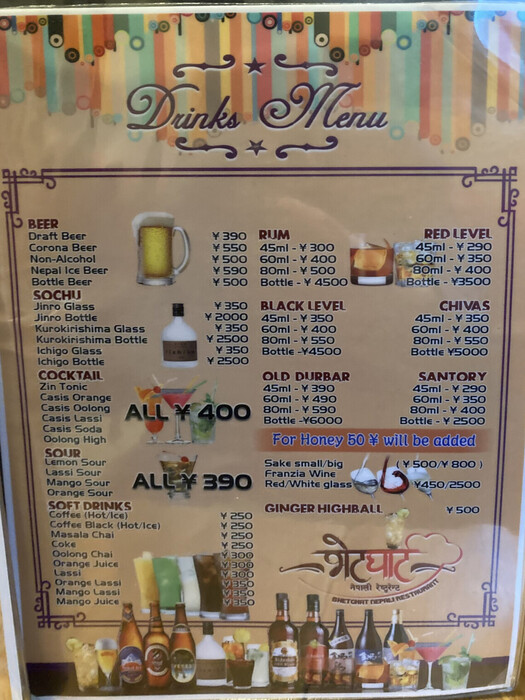 Drinks Menu
BEER
Draft Beer ¥ 390
Corona Beer ¥ 550
Non-Alcohol ¥ 500
Nepal Ice Beer ¥ 590
Bottle Beer ¥ 500
SOCHU
Jinro Glass ¥ 350
Jinro Bottle ¥ 2000
Kurokirishima Glass ¥ 350
Kurokirishima Bottle ¥ 2500
Ichigo Glass ¥ 350
Ichigo Bottle ¥ 2500
COCKTAIL
Zin Tonic
Casis Orange
Casis Oolong
Casis Lassi
Casis Soda
Oolong High
ALL ¥ 400
SOUR
Lemon Sour
Lassi Sour
Mango Sour
Orange Sour
ALL ¥ 390
SOFT DRINKS
Coffee (Hot/Ice) ¥ 250
Coffee Black (Hot/Ice) ¥ 250
Masala Chai ¥ 250
Coke ¥ 250
Oolong Chai ¥ 300
Orange Juice ¥ 300
Lassi ¥ 300
Orange Lassi ¥ 350
Mango Lassi ¥ 350
Mango Juice ¥ 350
RUM
45ml - ¥ 300
60ml - ¥ 400
80ml - ¥ 500
Bottle - ¥ 4500
RED LEVEL
45ml - ¥ 290
60ml - ¥ 350
80ml - ¥ 400
Bottle - ¥3500
BLACK LEVEL
45ml - ¥ 350
60ml - ¥ 400
80ml - ¥ 550
Bottle -¥4500
CHIVAS
45ml - ¥ 350
60ml - ¥ 400
80ml - ¥ 550
Bottle ¥5000
OLD DURBAR
45ml - ¥ 390
60ml - ¥ 490
80ml - ¥ 590
Bottle -¥6000
SANTORY
45ml - ¥ 290
60ml - ¥ 350
80ml - ¥ 400
Bottle - ¥ 2500
For Honey 50 ¥ will be added
Sake small/big (¥ 500/¥ 800 )
Franzia Wine
Red/White glass ¥450/2500
GINGER HIGHBALL ¥ 500
भेटघाट
नेपाली रेष्टुरेन्ट
BHETGHAT NEPALI RESTAURANT